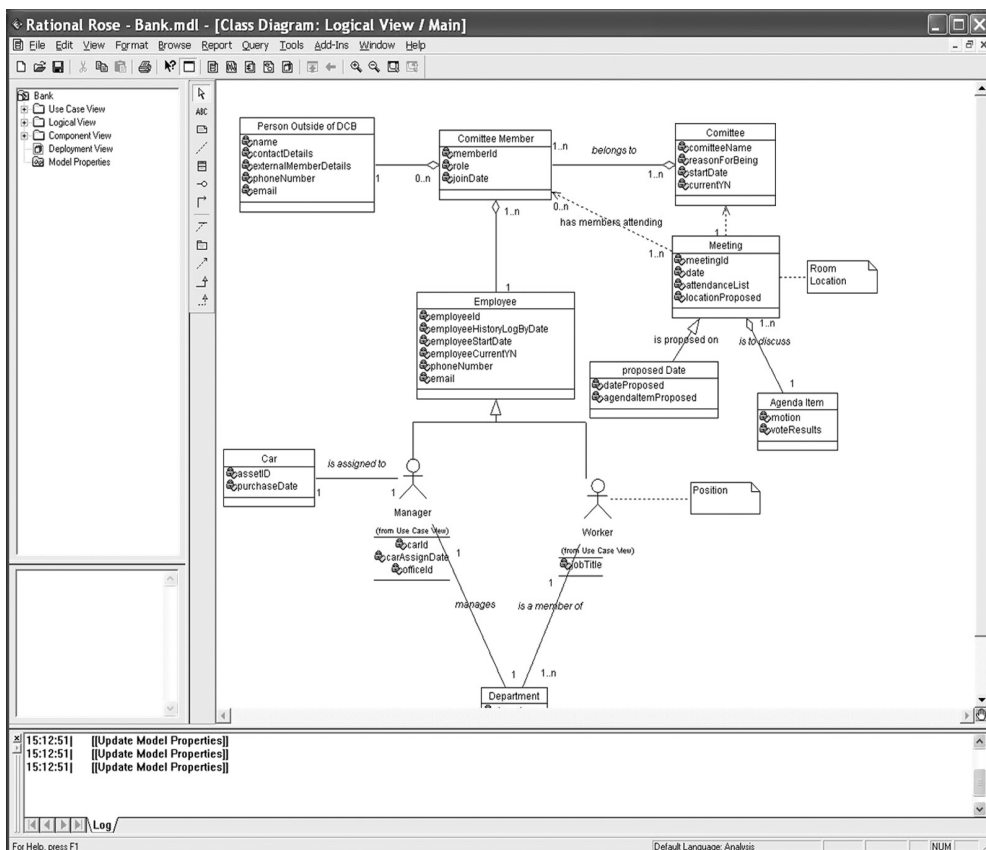 Rational Rose - Bank.mdl - [Class Diagram: Logical View / Main]
File Edit View Format Browse Report Query Tools Add-Ins Window Help
ABC
Bank
Use Case View
Logical View
Component View
Deployment View
Model Properties
Person Outside of DCB
name
contactDetails
externalMemberDetails
phoneNumber
email
1
0..n
Comittee Member
memberId
role
joinDate
1..n
belongs to
1..n
Comittee
comitteeName
reasonForBeing
startDate
currentYN
1..n
0..n
has members attending
1..n
1
Meeting
meetingId
date
attendanceList
locationProposed
Room
Location
1
Employee
employeeId
employeeHistoryLogByDate
employeeStartDate
employeeCurrentYN
phoneNumber
email
is proposed on
1..n
is to discuss
proposed Date
dateProposed
agendaItemProposed
1
Agenda Item
motion
voteResults
Car
assetID
purchaseDate
is assigned to
1
1
Manager
(from Use Case View)
carId
carAssignDate
officeId
1
Worker
(from Use Case View)
jobTitle
1
Position
manages
is a member of
1
1..n
Department
15:12:51| [[Update Model Properties]]
15:12:51| [[Update Model Properties]]
15:12:51| [[Update Model Properties]]
Log
For Help, press F1
Default Language: Analysis
NUM